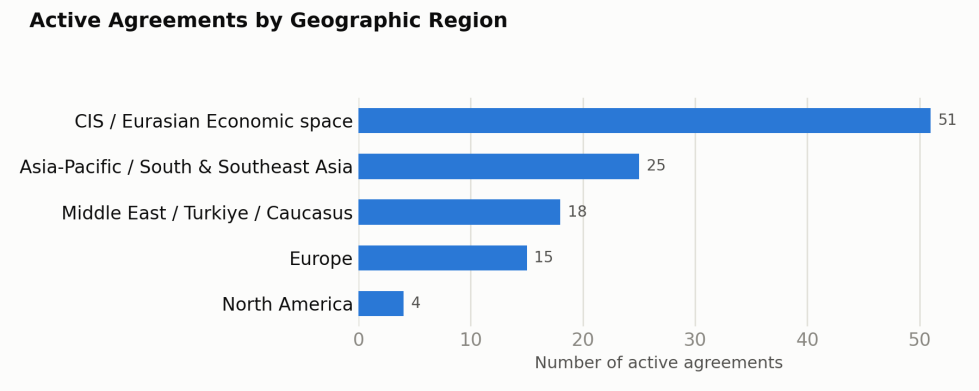 Active Agreements by Geographic Region
CIS / Eurasian Economic space 51
Asia-Pacific / South & Southeast Asia 25
Middle East / Turkiye / Caucasus 18
Europe 15
North America 4
0 10 20 30 40 50
Number of active agreements